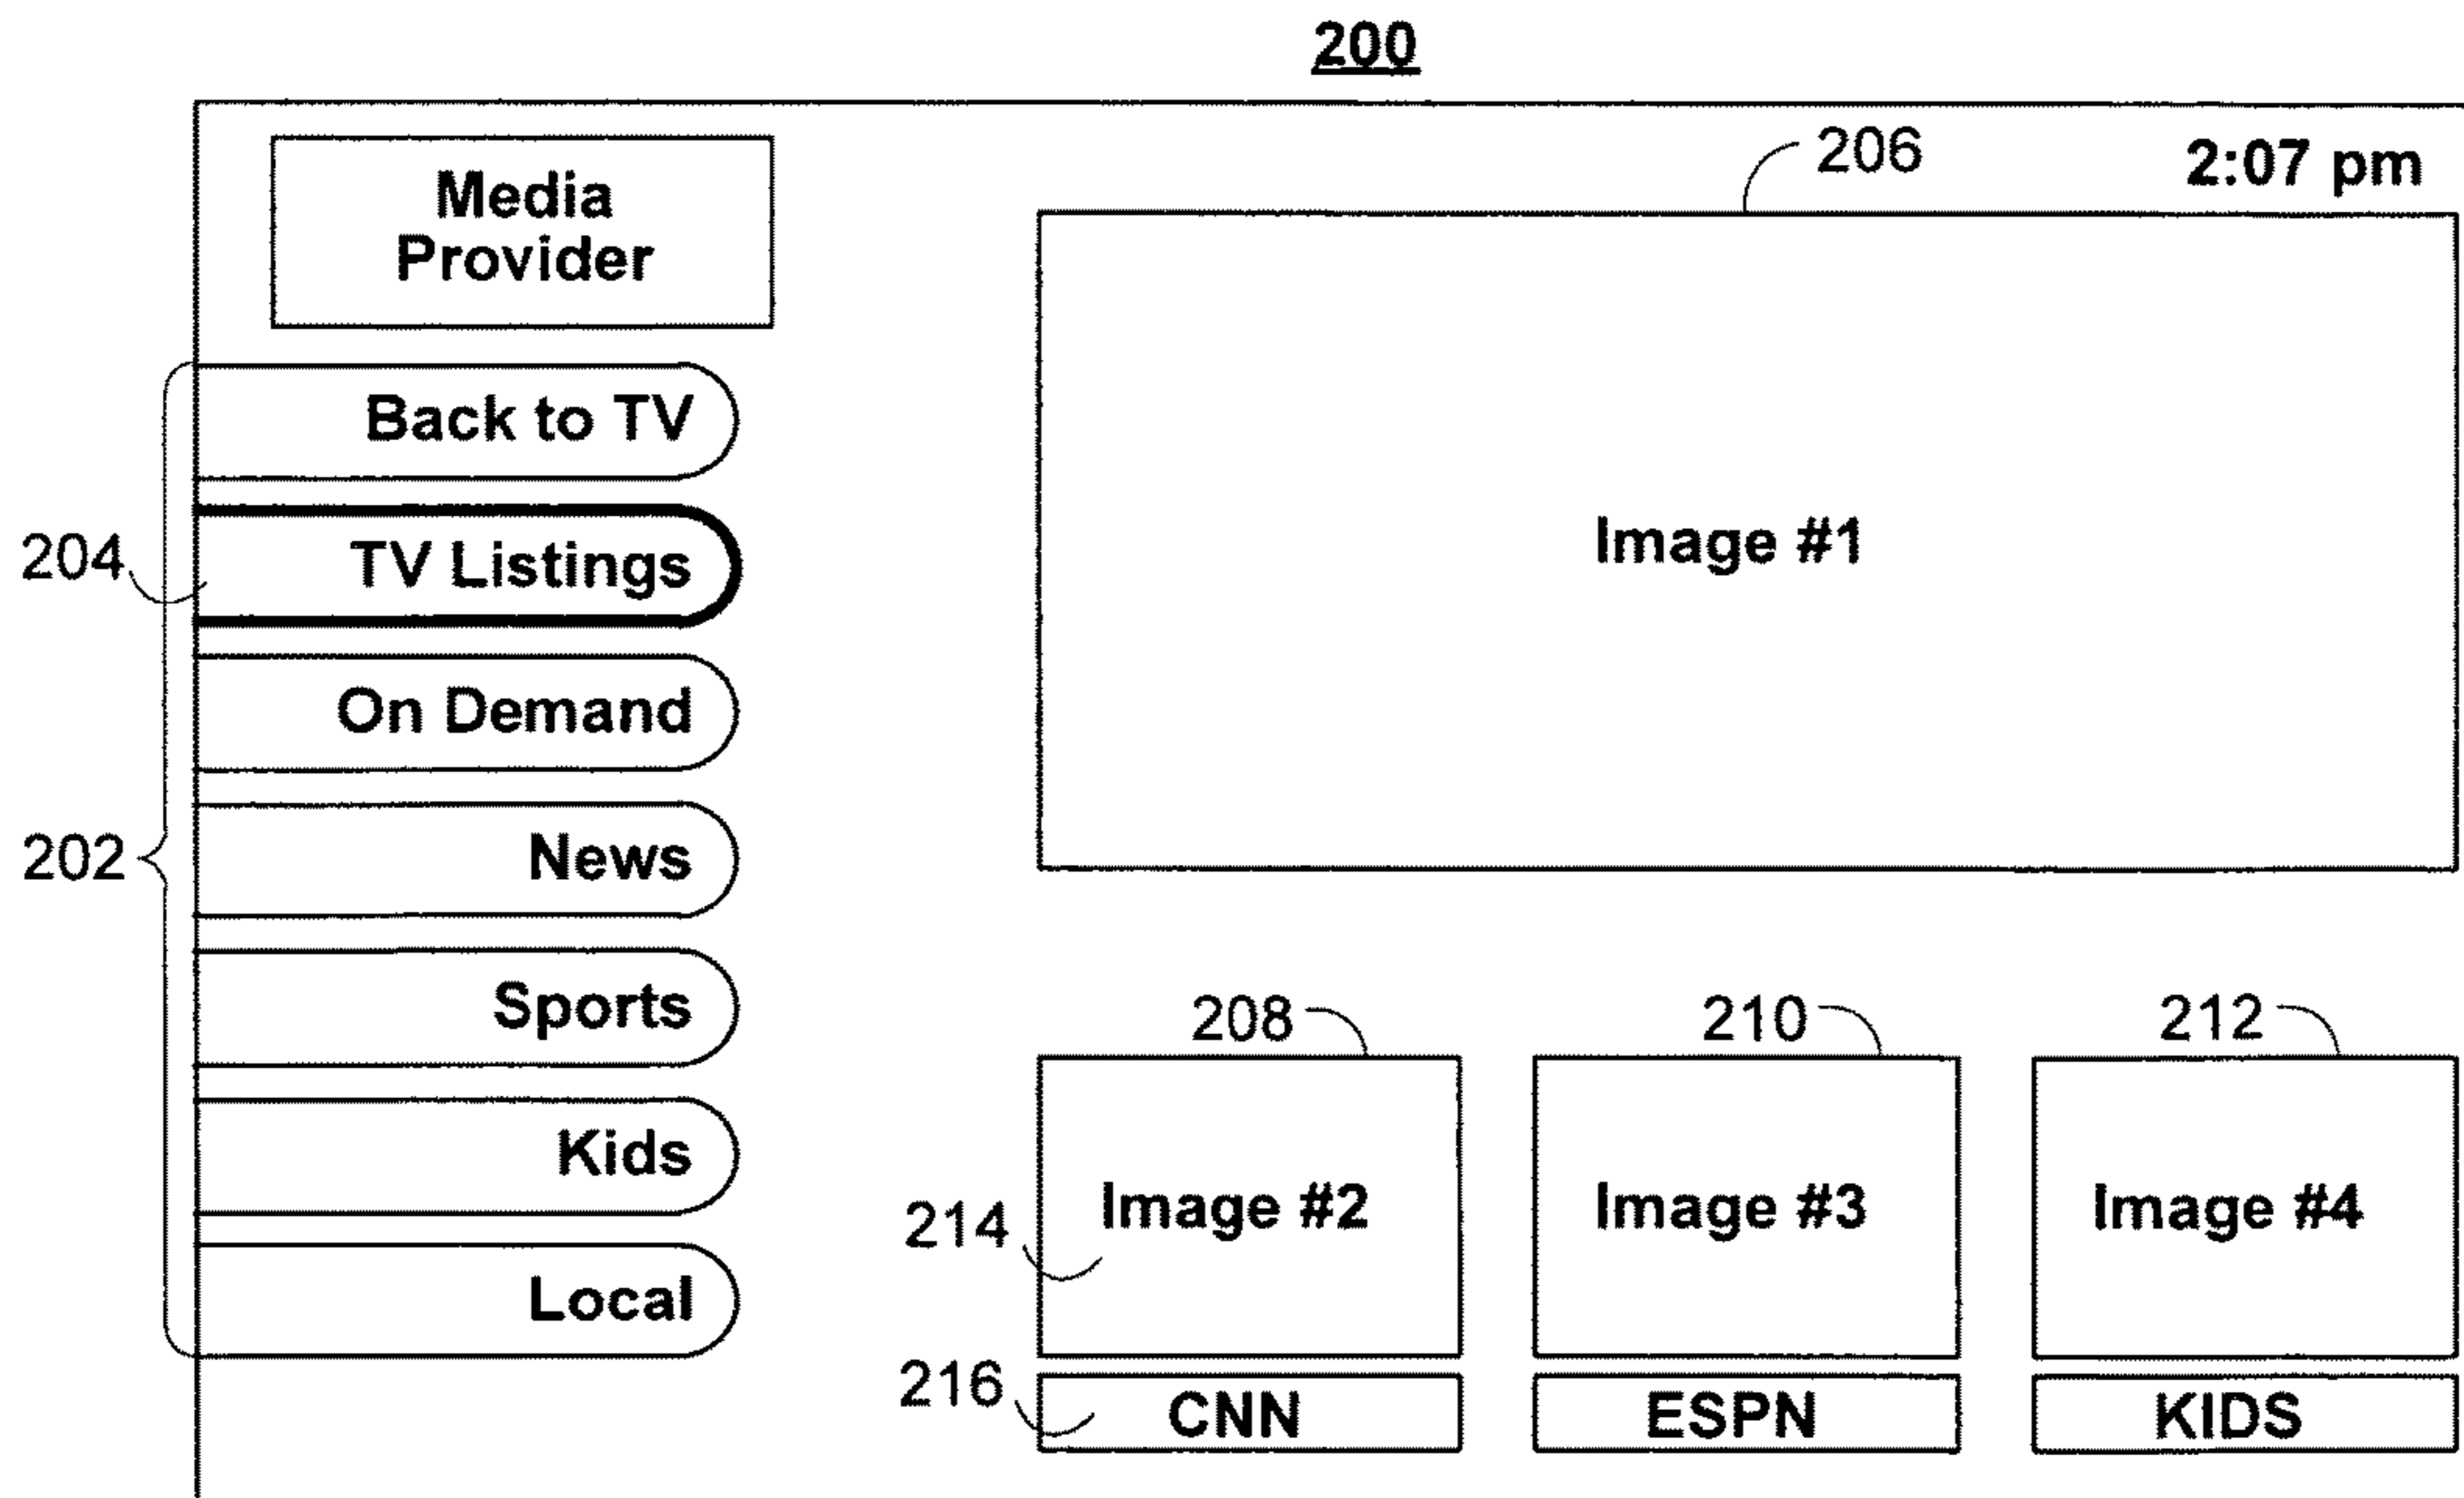 200
206
2:07 pm
Media
Provider
Back to TV
204
TV Listings
Image #1
On Demand
202
News
Sports
208
210
212
Kids
214
Image #2
Image #3
Image #4
Local
216
CNN
ESPN
KIDS